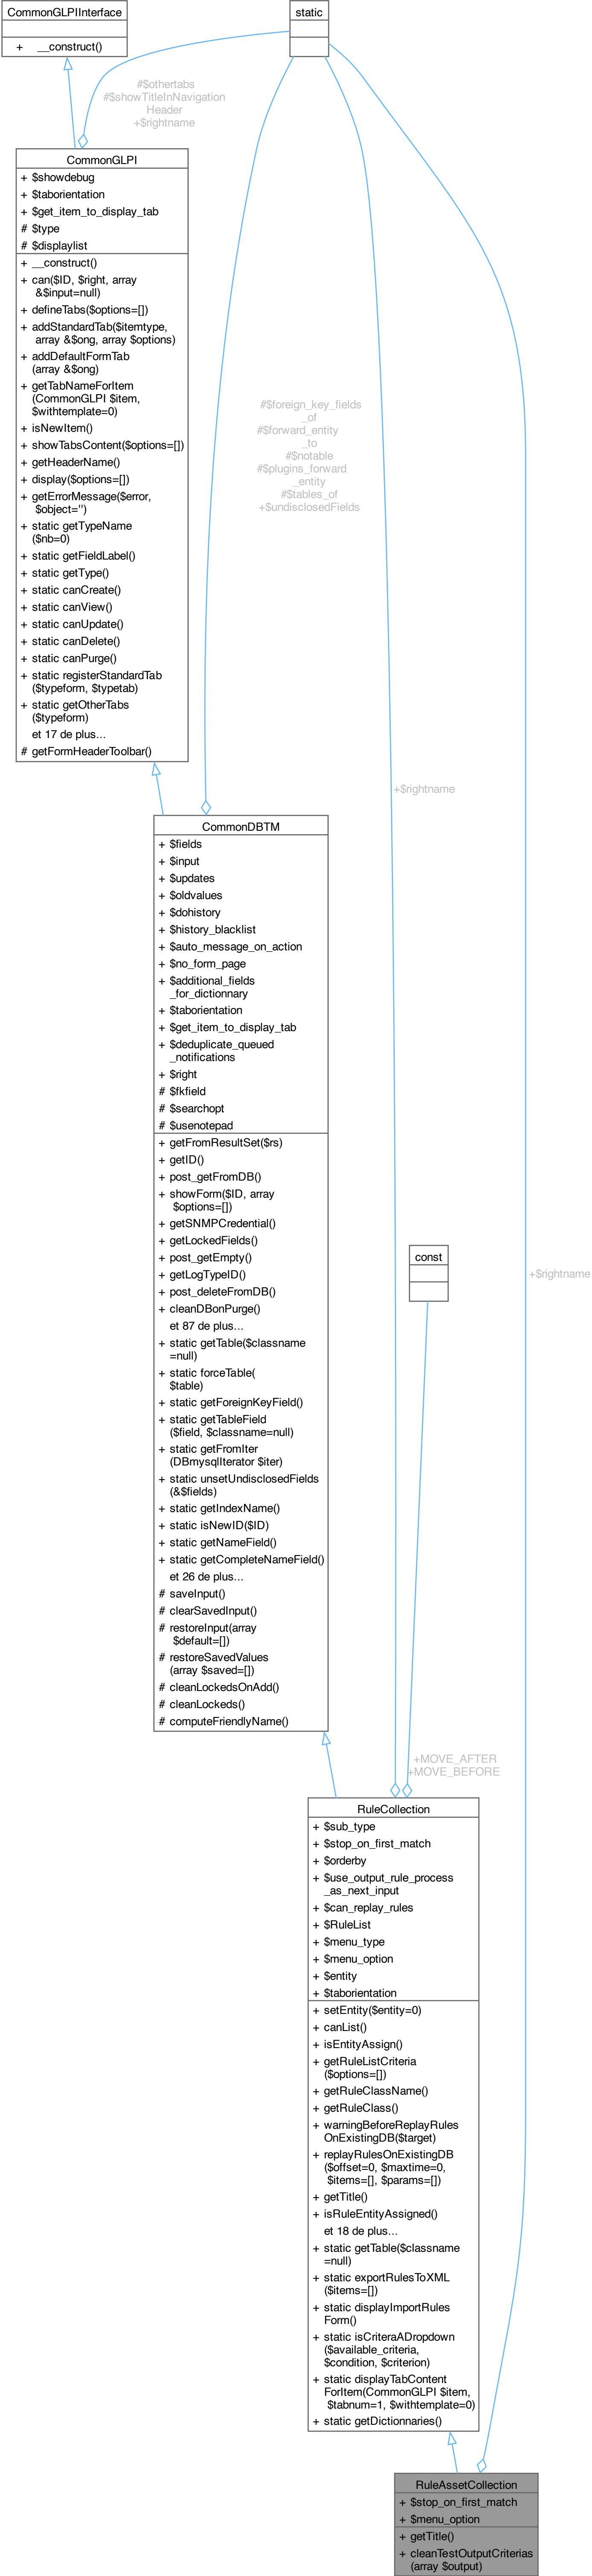 CommonGLPIInterface
+ __construct()
static
#$othertabs
#$showTitleInNavigation
Header
+$rightname
CommonGLPI
+ $showdebug
+ $taborientation
+ $get_item_to_display_tab
# $type
# $displaylist
+ __construct()
+ can($ID, $right, array
&$input=null)
+ defineTabs($options=[])
+ addStandardTab($itemtype,
array &$ong, array $options)
+ addDefaultFormTab
(array &$ong)
+ getTabNameForItem
(CommonGLPI $item,
$withtemplate=0)
+ isNewItem()
+ showTabsContent($options=[])
+ getHeaderName()
+ display($options=[])
+ getErrorMessage($error,
$object='')
+ static getTypeName
($nb=0)
+ static getFieldLabel()
+ static getType()
+ static canCreate()
+ static canView()
+ static canUpdate()
+ static canDelete()
+ static canPurge()
+ static registerStandardTab
($typeform, $typetab)
+ static getOtherTabs
($typeform)
et 17 de plus...
# getFormHeaderToolbar()
#$foreign_key_fields
_of
#$forward_entity
_to
#$notable
#$plugins_forward
_entity
#$tables_of
+$undisclosedFields
+$rightname
CommonDBTM
+ $fields
+ $input
+ $updates
+ $oldvalues
+ $dohistory
+ $history_blacklist
+ $auto_message_on_action
+ $no_form_page
+ $additional_fields
_for_dictionnary
+ $taborientation
+ $get_item_to_display_tab
+ $deduplicate_queued
_notifications
+ $right
# $fkfield
# $searchopt
# $usenotepad
+ getFromResultSet($rs)
+ getID()
+ post_getFromDB()
+ showForm($ID, array
$options=[])
+ getSNMPCredential()
+ getLockedFields()
+ post_getEmpty()
+ getLogTypeID()
+ post_deleteFromDB()
+ cleanDBonPurge()
et 87 de plus...
+ static getTable($classname
=null)
+ static forceTable(
$table)
+ static getForeignKeyField()
+ static getTableField
($field, $classname=null)
+ static getFromIter
(DBmysqlIterator $iter)
+ static unsetUndisclosedFields
(&$fields)
+ static getIndexName()
+ static isNewID($ID)
+ static getNameField()
+ static getCompleteNameField()
et 26 de plus...
# saveInput()
# clearSavedInput()
# restoreInput(array
$default=[])
# restoreSavedValues
(array $saved=[])
# cleanLockedsOnAdd()
# cleanLockeds()
# computeFriendlyName()
const
+$rightname
+MOVE_AFTER
+MOVE_BEFORE
RuleCollection
+ $sub_type
+ $stop_on_first_match
+ $orderby
+ $use_output_rule_process
_as_next_input
+ $can_replay_rules
+ $RuleList
+ $menu_type
+ $menu_option
+ $entity
+ $taborientation
+ setEntity($entity=0)
+ canList()
+ isEntityAssign()
+ getRuleListCriteria
($options=[])
+ getRuleClassName()
+ getRuleClass()
+ warningBeforeReplayRules
OnExistingDB($target)
+ replayRulesOnExistingDB
($offset=0, $maxtime=0,
$items=[], $params=[])
+ getTitle()
+ isRuleEntityAssigned()
et 18 de plus...
+ static getTable($classname
=null)
+ static exportRulesToXML
($items=[])
+ static displayImportRules
Form()
+ static isCriteraADropdown
($available_criteria,
$condition, $criterion)
+ static displayTabContent
ForItem(CommonGLPI $item,
$tabnum=1, $withtemplate=0)
+ static getDictionnaries()
RuleAssetCollection
+ $stop_on_first_match
+ $menu_option
+ getTitle()
+ cleanTestOutputCriterias
(array $output)